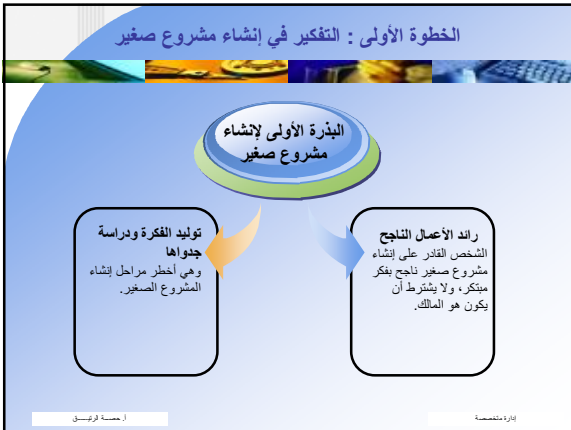 الخطوة الأولى : التفكير في إنشاء مشروع صغير
البذرة الأولى لإنشاء
مشروع صغير
رائد الأعمال الناجح
الشخص القادر على إنشاء
مشروع صغير ناجح بفكر
مبتكر، ولا يشترط أن
يكون هو المالك.
توليد الفكرة ودراسة
جدواها
وهي أخطر مراحل إنشاء
المشروع الصغير.
إدارة متخصصة
أ. حصـــة الرثيـــــق